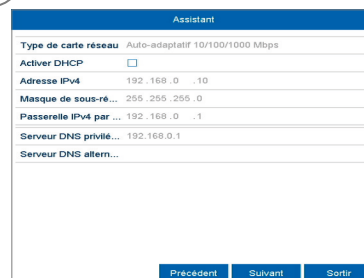 Assistant
Type de carte réseau Auto-adaptatif 10/100/1000 Mbps
Activer DHCP
Adresse IPv4 192 .168 .0 .10
Masque de sous-ré... 255 .255 .255 .0
Passerelle IPv4 par ... 192 .168 .0 .1
Serveur DNS privilé... 192.168.0.1
Serveur DNS altern...
Précédent Suivant Sortir